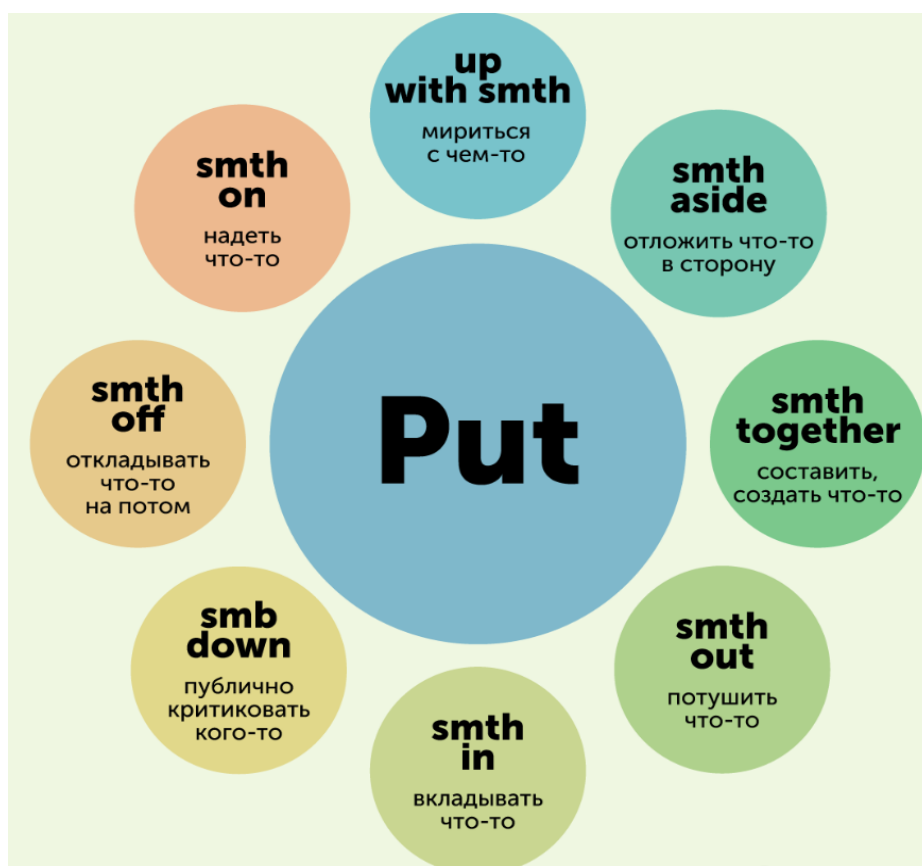 up
with smth
мириться
с чем-то
smth
aside
отложить что-то
в сторону
smth
together
составить,
создать что-то
smth
out
потушить
что-то
smth
in
вкладывать
что-то
smb
down
публично
критиковать
кого-то
smth
off
откладывать
что-то
на потом
smth
on
надеть
что-то
Put